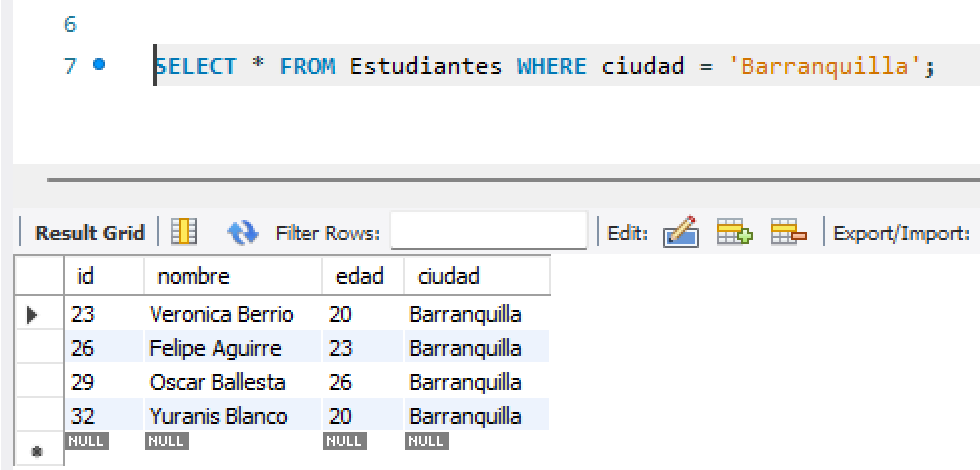 6
7 SELECT * FROM Estudiantes WHERE ciudad = 'Barranquilla';
Result Grid Filter Rows: Edit: Export/Import:
id nombre edad ciudad
23 Veronica Berrio 20 Barranquilla
26 Felipe Aguirre 23 Barranquilla
29 Oscar Ballesta 26 Barranquilla
32 Yuranis Blanco 20 Barranquilla
NULL NULL NULL NULL